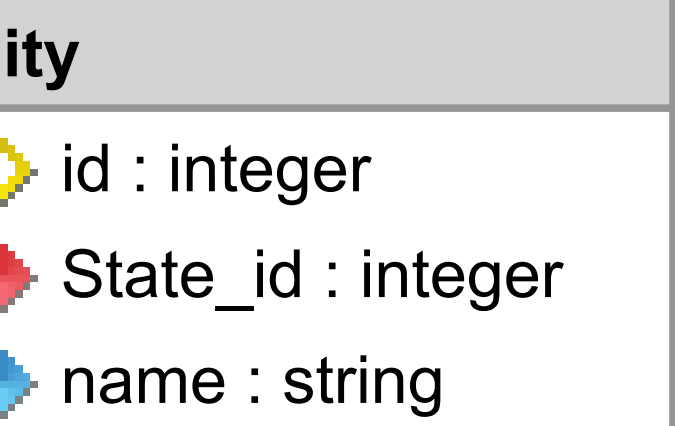 ity
id : integer
State_id : integer
name : string